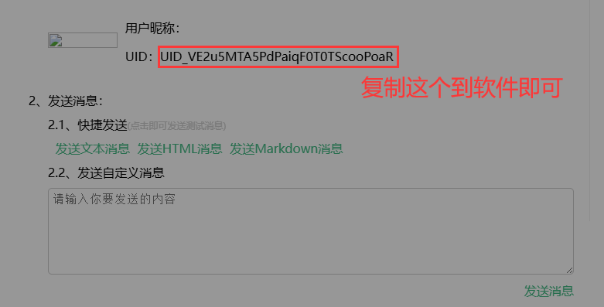 用户昵称：
UID：UID_VE2u5MTA5PdPaiqF0T0TScooPoaR
复制这个到软件即可
2、发送消息：
2.1、快捷发送(点击即可发送测试消息)
发送文本消息 发送HTML消息 发送Markdown消息
2.2、发送自定义消息
请输入你要发送的内容
发送消息